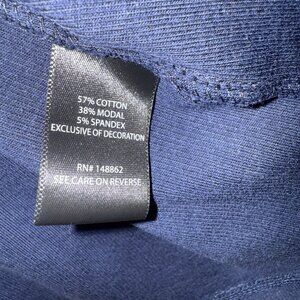 57% COTTON
38% MODAL
5% SPANDEX
EXCLUSIVE OF DECORATION
RN# 148862
SEE CARE ON REVERSE